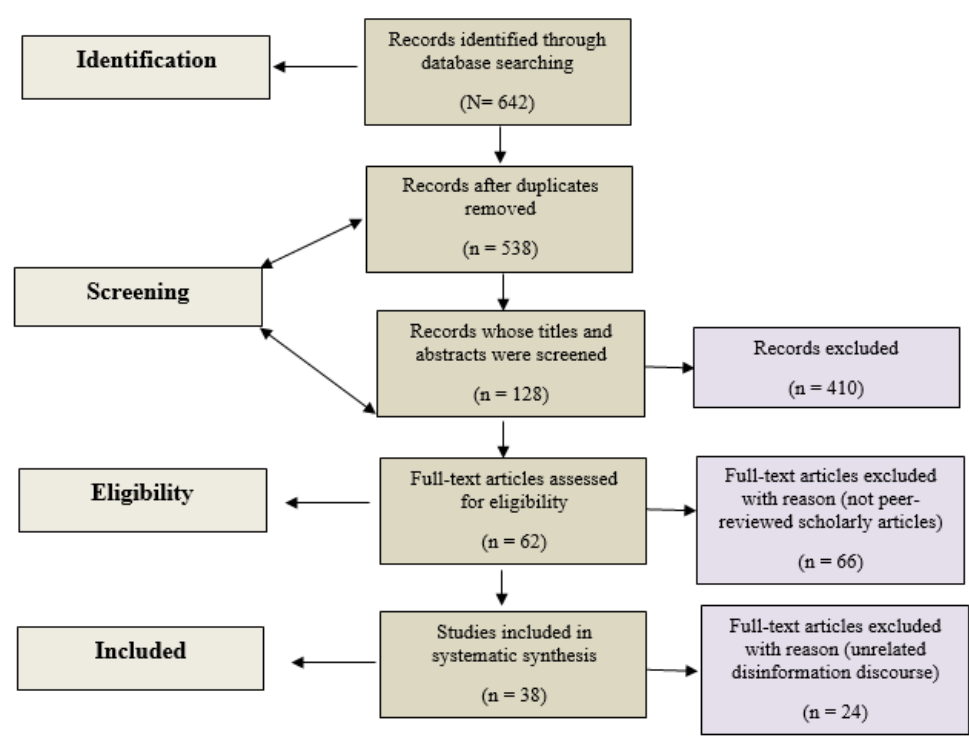 Identification
Records identified through
database searching
(N= 642)
Records after duplicates
removed
(n = 538)
Screening
Records whose titles and
abstracts were screened
(n = 128)
Records excluded
(n = 410)
Eligibility
Full-text articles assessed
for eligibility
(n = 62)
Full-text articles excluded
with reason (not peer-
reviewed scholarly articles)
(n = 66)
Included
Studies included in
systematic synthesis
(n = 38)
Full-text articles excluded
with reason (unrelated
disinformation discourse)
(n = 24)